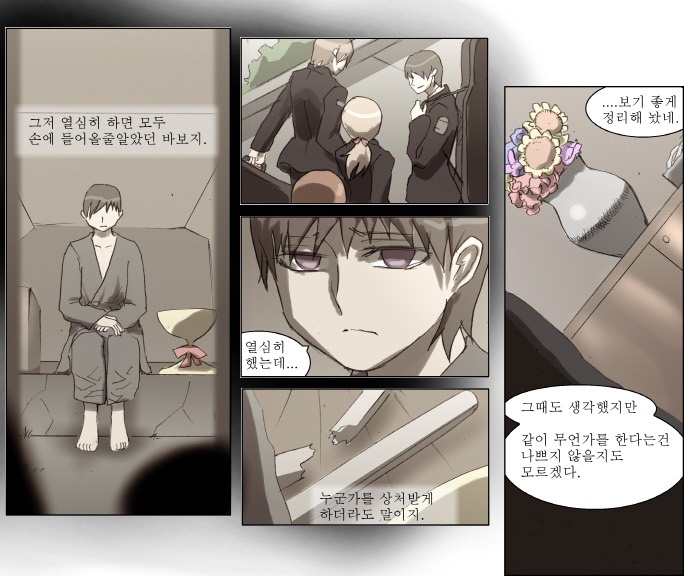 그저 열심히 하면 모두
손에 들어올줄알았던 바보지.
열심히
했는데...
누군가를 상처받게
하더라도 말이지.
....보기 좋게
정리해 놨네.
그때도 생각했지만
같이 무언가를 한다는건
나쁘지 않을지도
모르겠다.